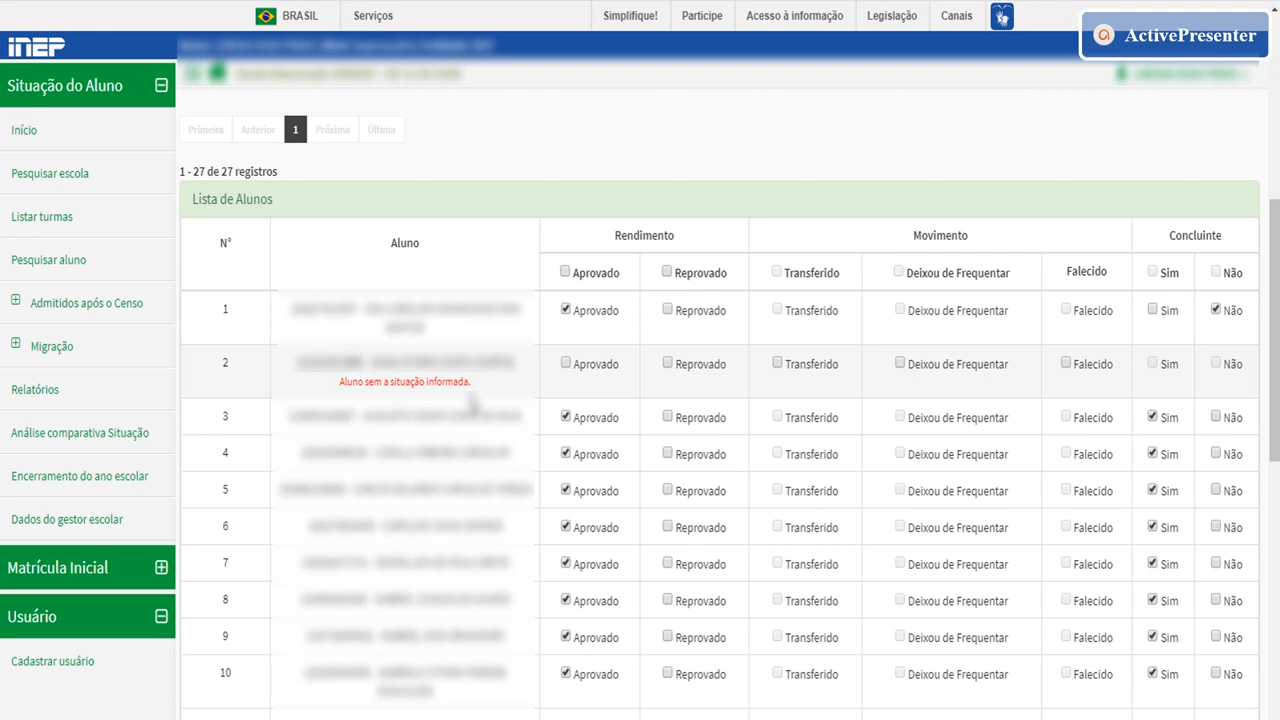 BRASIL Serviços Simplifique! Participe Acesso à informação Legislação Canais
ActivePresenter
INEP
Situação do Aluno
Início
Pesquisar escola
Listar turmas
Pesquisar aluno
Admitidos após o Censo
Migração
Relatórios
Análise comparativa Situação
Encerramento do ano escolar
Dados do gestor escolar
Matrícula Inicial
Usuário
Cadastrar usuário
Primeira Anterior 1 Próxima Última
1 - 27 de 27 registros
Lista de Alunos
N° Aluno Rendimento Movimento Concluinte
Aprovado Reprovado Transferido Deixou de Frequentar Falecido Sim Não
1 Aprovado Reprovado Transferido Deixou de Frequentar Falecido Sim Não
2 Aprovado Reprovado Transferido Deixou de Frequentar Falecido Sim Não
Aluno sem a situação informada.
3 Aprovado Reprovado Transferido Deixou de Frequentar Falecido Sim Não
4 Aprovado Reprovado Transferido Deixou de Frequentar Falecido Sim Não
5 Aprovado Reprovado Transferido Deixou de Frequentar Falecido Sim Não
6 Aprovado Reprovado Transferido Deixou de Frequentar Falecido Sim Não
7 Aprovado Reprovado Transferido Deixou de Frequentar Falecido Sim Não
8 Aprovado Reprovado Transferido Deixou de Frequentar Falecido Sim Não
9 Aprovado Reprovado Transferido Deixou de Frequentar Falecido Sim Não
10 Aprovado Reprovado Transferido Deixou de Frequentar Falecido Sim Não